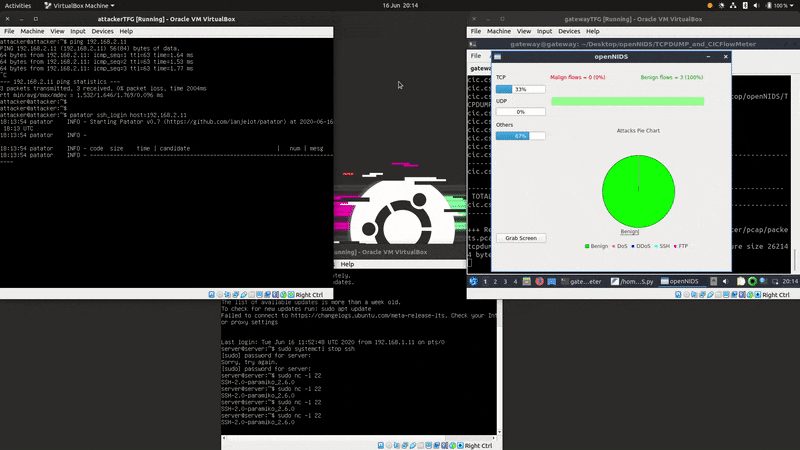 Activities
VirtualBox Machine
16 Jun 20:14
100%
attackerTFG [Running] - Oracle VM VirtualBox
File Machine View Input Devices Help
attacker@attacker:~$ ping 192.168.2.11
PING 192.168.2.11 (192.168.2.11) 56(84) bytes of data.
64 bytes from 192.168.2.11: icmp_seq=1 ttl=63 time=1.64 ms
64 bytes from 192.168.2.11: icmp_seq=2 ttl=63 time=1.53 ms
64 bytes from 192.168.2.11: icmp_seq=3 ttl=63 time=1.77 ms
^C
--- 192.168.2.11 ping statistics ---
3 packets transmitted, 3 received, 0% packet loss, time 2004ms
rtt min/avg/max/mdev = 1.532/1.646/1.769/0.096 ms
attacker@attacker:~$
attacker@attacker:~$
attacker@attacker:~$ patator ssh_login host=192.168.2.11
18:13:54 patator INFO - Starting Patator v0.7 (https://github.com/lanjelot/patator) at 2020-06-16
18:13 UTC
18:13:54 patator INFO -
18:13:54 patator INFO - code size time | candidate | num | mesg
18:13:54 patator INFO - -----------------------------------------------------
----
Right Ctrl
gatewayTFG [Running] - Oracle VM VirtualBox
File Machine View Input Devices Help
gateway@gateway: ~/Desktop/openNIDS/TCPDUMP_and_CICFlowMeter
openNIDS
TCP
33%
UDP
0%
Others
67%
Malign flows = 0 (0%)
Benign flows = 3 (100%)
Attacks Pie Chart
Benign
Benign DoS DDoS SSH FTP
Grab Screen
1 2 3 4
gate...eter
/hom...S.py
openNIDS
20:14
Right Ctrl
Running] - Oracle VM VirtualBox
Help
The list of available updates is more than a week old.
To check for new updates run: sudo apt update
Failed to connect to https://changelogs.ubuntu.com/meta-release-lts. Check your Int
or proxy settings
Last login: Tue Jun 16 11:52:48 UTC 2020 from 192.168.1.11 on pts/0
server@server:~$ sudo systemctl stop ssh
[sudo] password for server:
Sorry, try again.
[sudo] password for server:
server@server:~$ sudo nc -l 22
SSH-2.0-paramiko_2.6.0
server@server:~$ sudo nc -l 22
SSH-2.0-paramiko_2.6.0
server@server:~$ sudo nc -l 22
SSH-2.0-paramiko_2.6.0
server@server:~$ sudo nc -l 22
SSH-2.0-paramiko_2.6.0
Right Ctrl